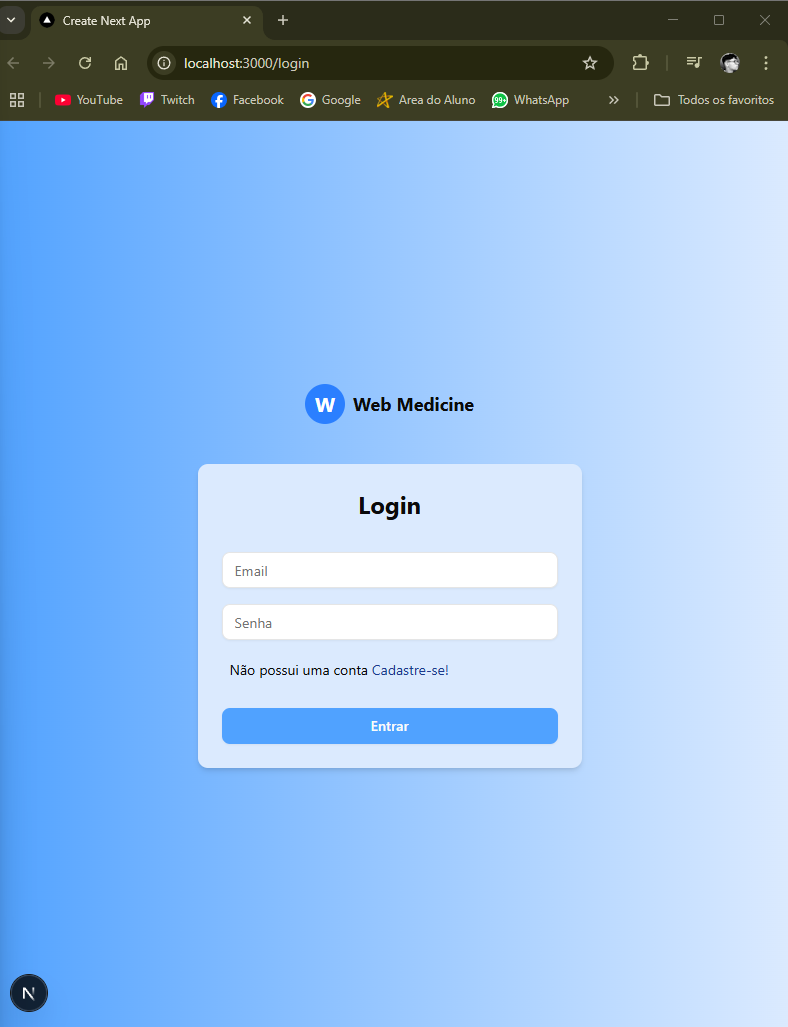 Create Next App
localhost:3000/login
YouTube Twitch Facebook Google Area do Aluno 99+ WhatsApp Todos os favoritos
W Web Medicine
Login
Email
Senha
Não possui uma conta Cadastre-se!
Entrar
N